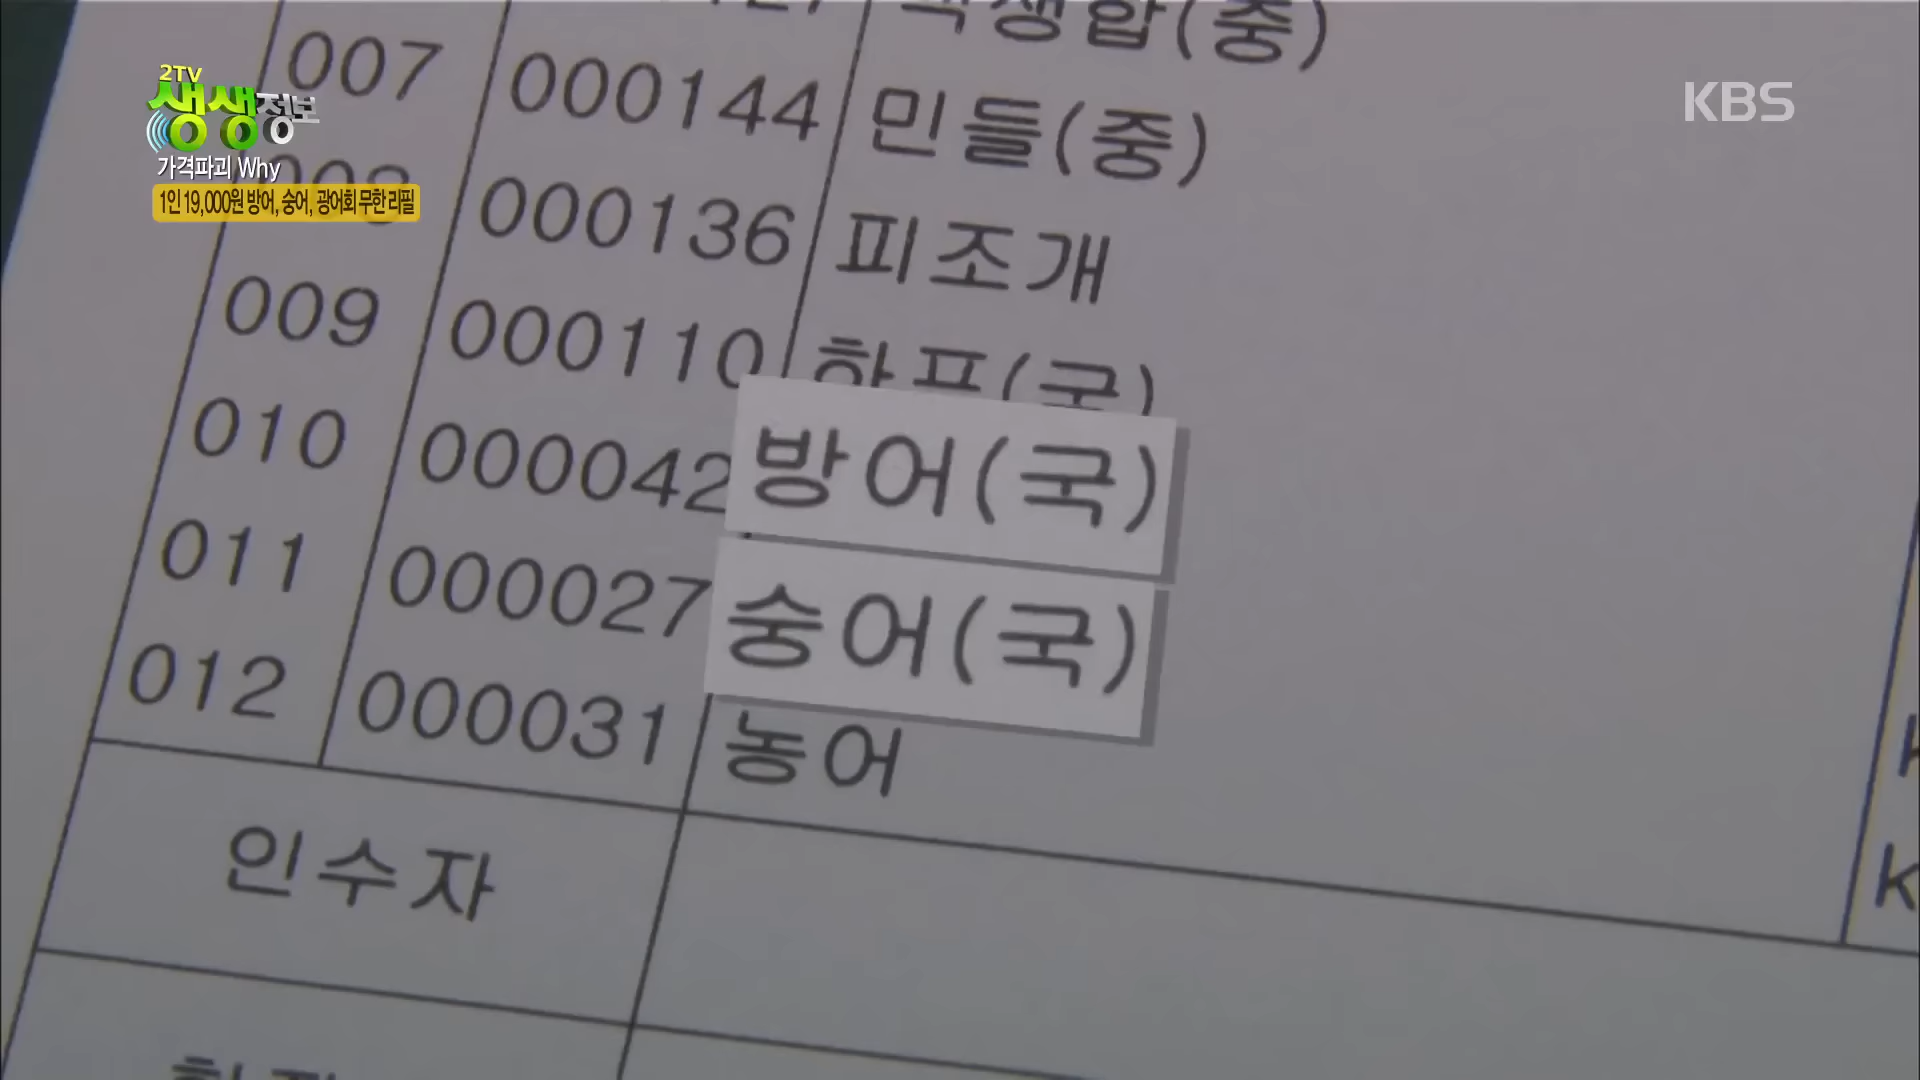 2TV
생생정보
가격파괴 Why
1인 19,000원 방어, 숭어, 광어회 무한 리필
KBS
007 000144 민들(중)
000136 피조개
009 000110
010 000042 방어(국)
011 000027 숭어(국)
012 000031 농어
인수자